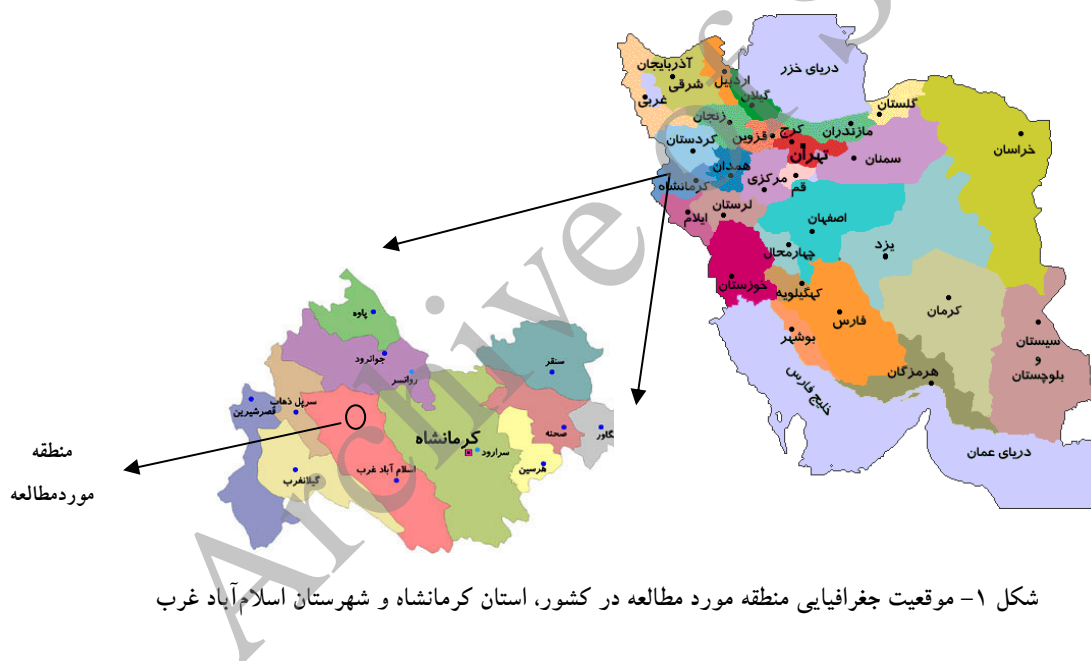 دریای خزر
آذربایجان
شرقی
غربی
اردبیل
گیلان
گلستان
زنجان
مازندران
کرج
قزوین
تهران
کردستان
خراسان
سمنان
همدان
مرکزی
قم
کرمانشاه
لرستان
ایلام
اصفهان
یزد
چهارمحال
خوزستان
کهگیلویه
فارس
کرمان
بوشهر
سیستان
و
بلوچستان
هرمزگان
خلیج فارس
دریای عمان
پاوه
جوانرود
روانسر
سنقر
سرپل ذهاب
قصرشیرین
کرمانشاه
سرارود
صحنه
نگاور
هرسین
اسلام آباد غرب
گیلانغرب
منطقه
موردمطالعه
شکل ۱- موقعیت جغرافیایی منطقه مورد مطالعه در کشور، استان کرمانشاه و شهرستان اسلام‌آباد غرب
Archive of S